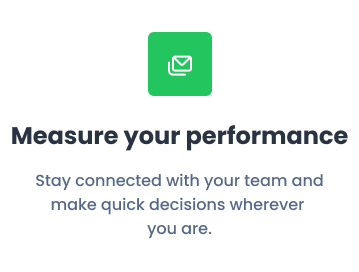 Measure your performance
Stay connected with your team and
make quick decisions wherever
you are.